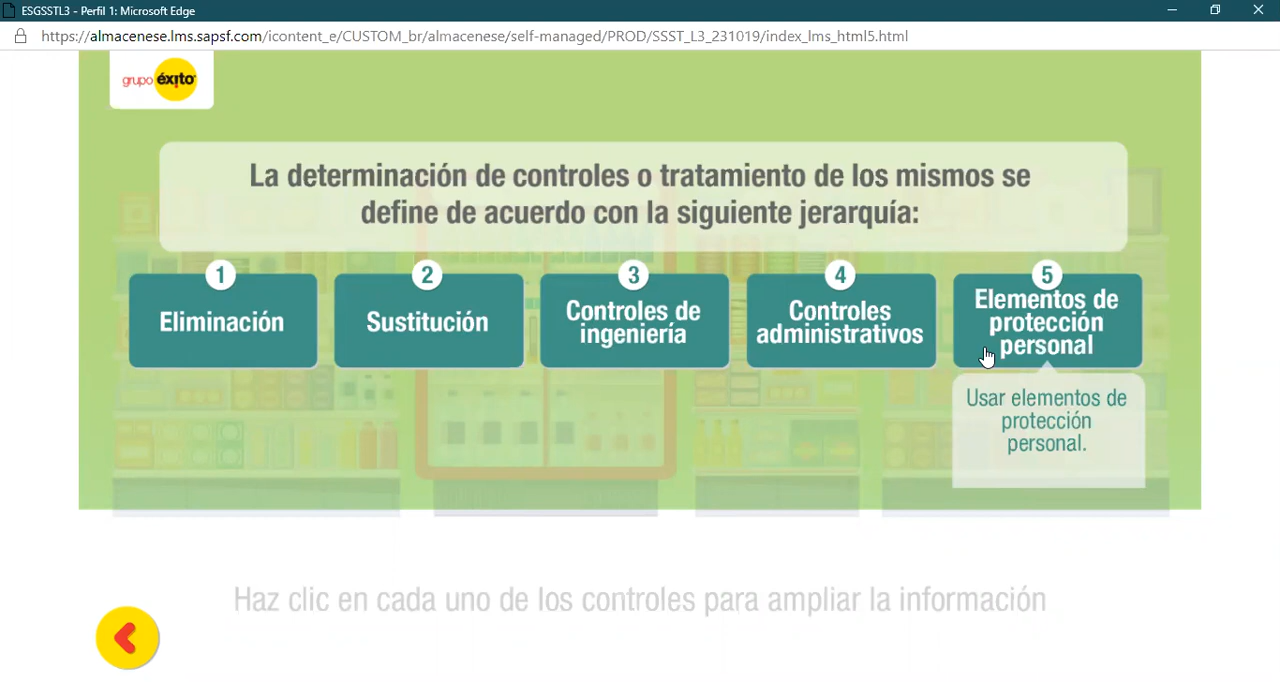 ESGSSTL3 - Perfil 1: Microsoft Edge
https://almacenese.lms.sapsf.com/icontent_e/CUSTOM_br/almacenese/self-managed/PROD/SSST_L3_231019/index_lms_html5.html
grupo éxito
La determinación de controles o tratamiento de los mismos se
define de acuerdo con la siguiente jerarquía:
1
Eliminación
2
Sustitución
3
Controles de
ingeniería
4
Controles
administrativos
5
Elementos de
protección
personal
Usar elementos de
protección
personal.
Haz clic en cada uno de los controles para ampliar la información